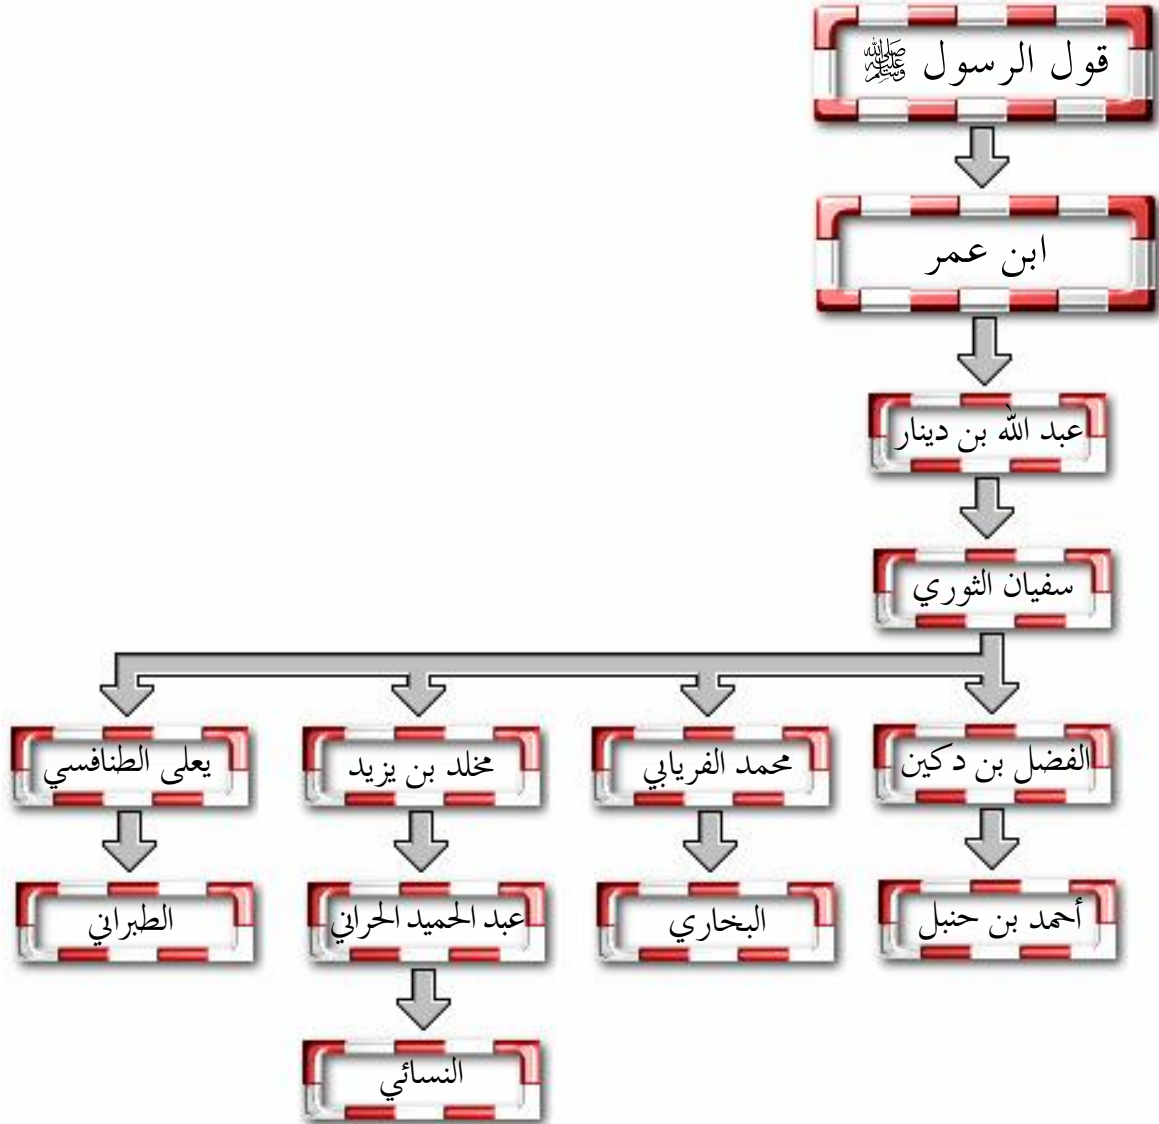 قول الرسول ﷺ
ابن عمر
عبد الله بن دينار
سفيان الثوري
الفضل بن دكين
محمد الفريابي
مخلد بن يزيد
يعلى الطنافسي
أحمد بن حنبل
البخاري
عبد الحميد الحراني
الطبراني
النسائي